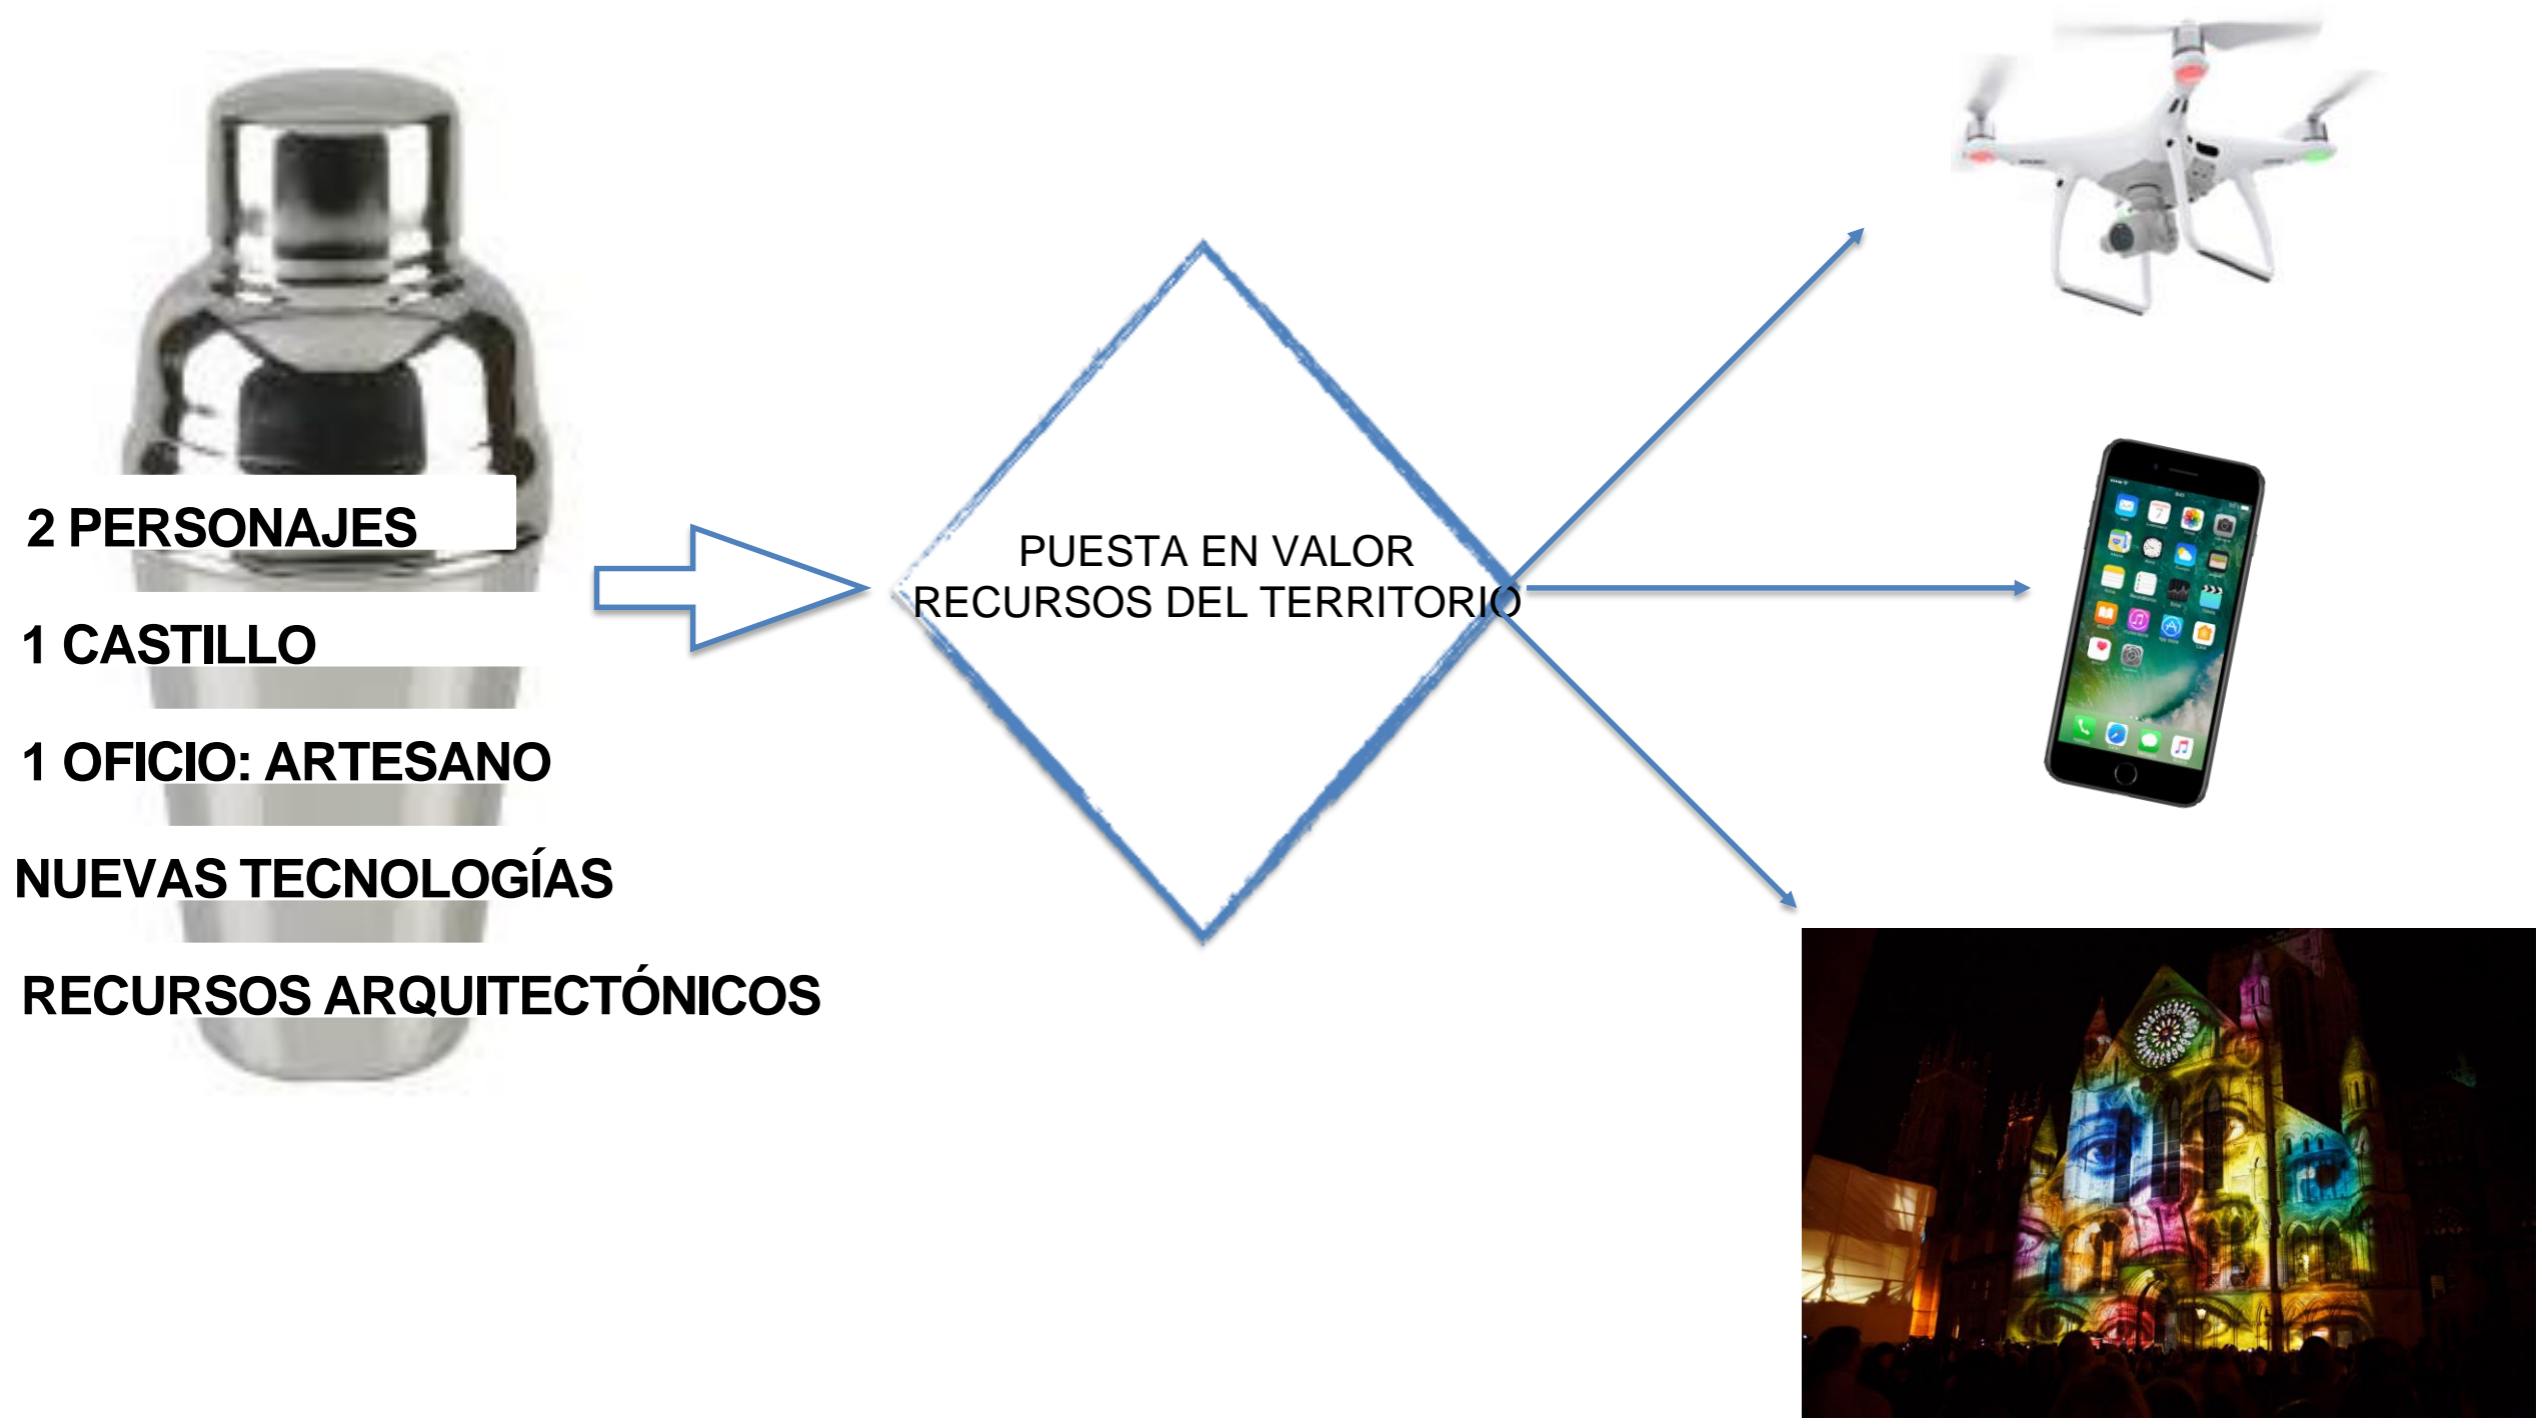 2 PERSONAJES
1 CASTILLO
1 OFICIO: ARTESANO
NUEVAS TECNOLOGÍAS
RECURSOS ARQUITECTÓNICOS
PUESTA EN VALOR
RECURSOS DEL TERRITORIO